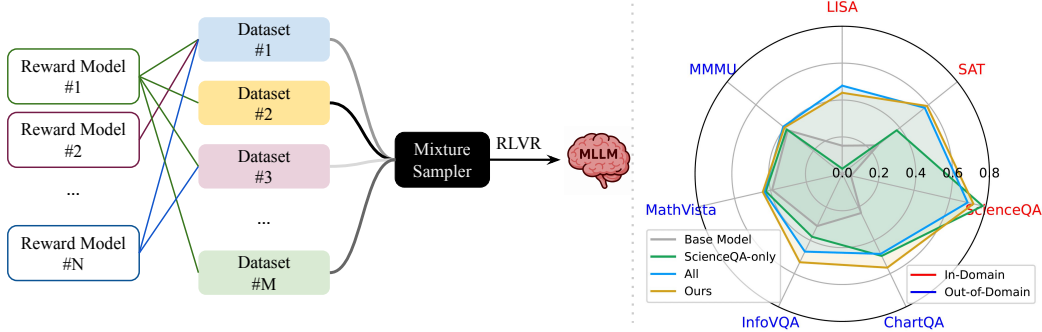 Reward Model
#1
Reward Model
#2
...
Reward Model
#N
Dataset
#1
Dataset
#2
Dataset
#3
...
Dataset
#M
Mixture
Sampler
RLVR
MLLM
LISA
SAT
ScienceQA
ChartQA
InfoVQA
MathVista
MMMU
0.0 0.2 0.4 0.6 0.8
Base Model
ScienceQA-only
All
Ours
In-Domain
Out-of-Domain